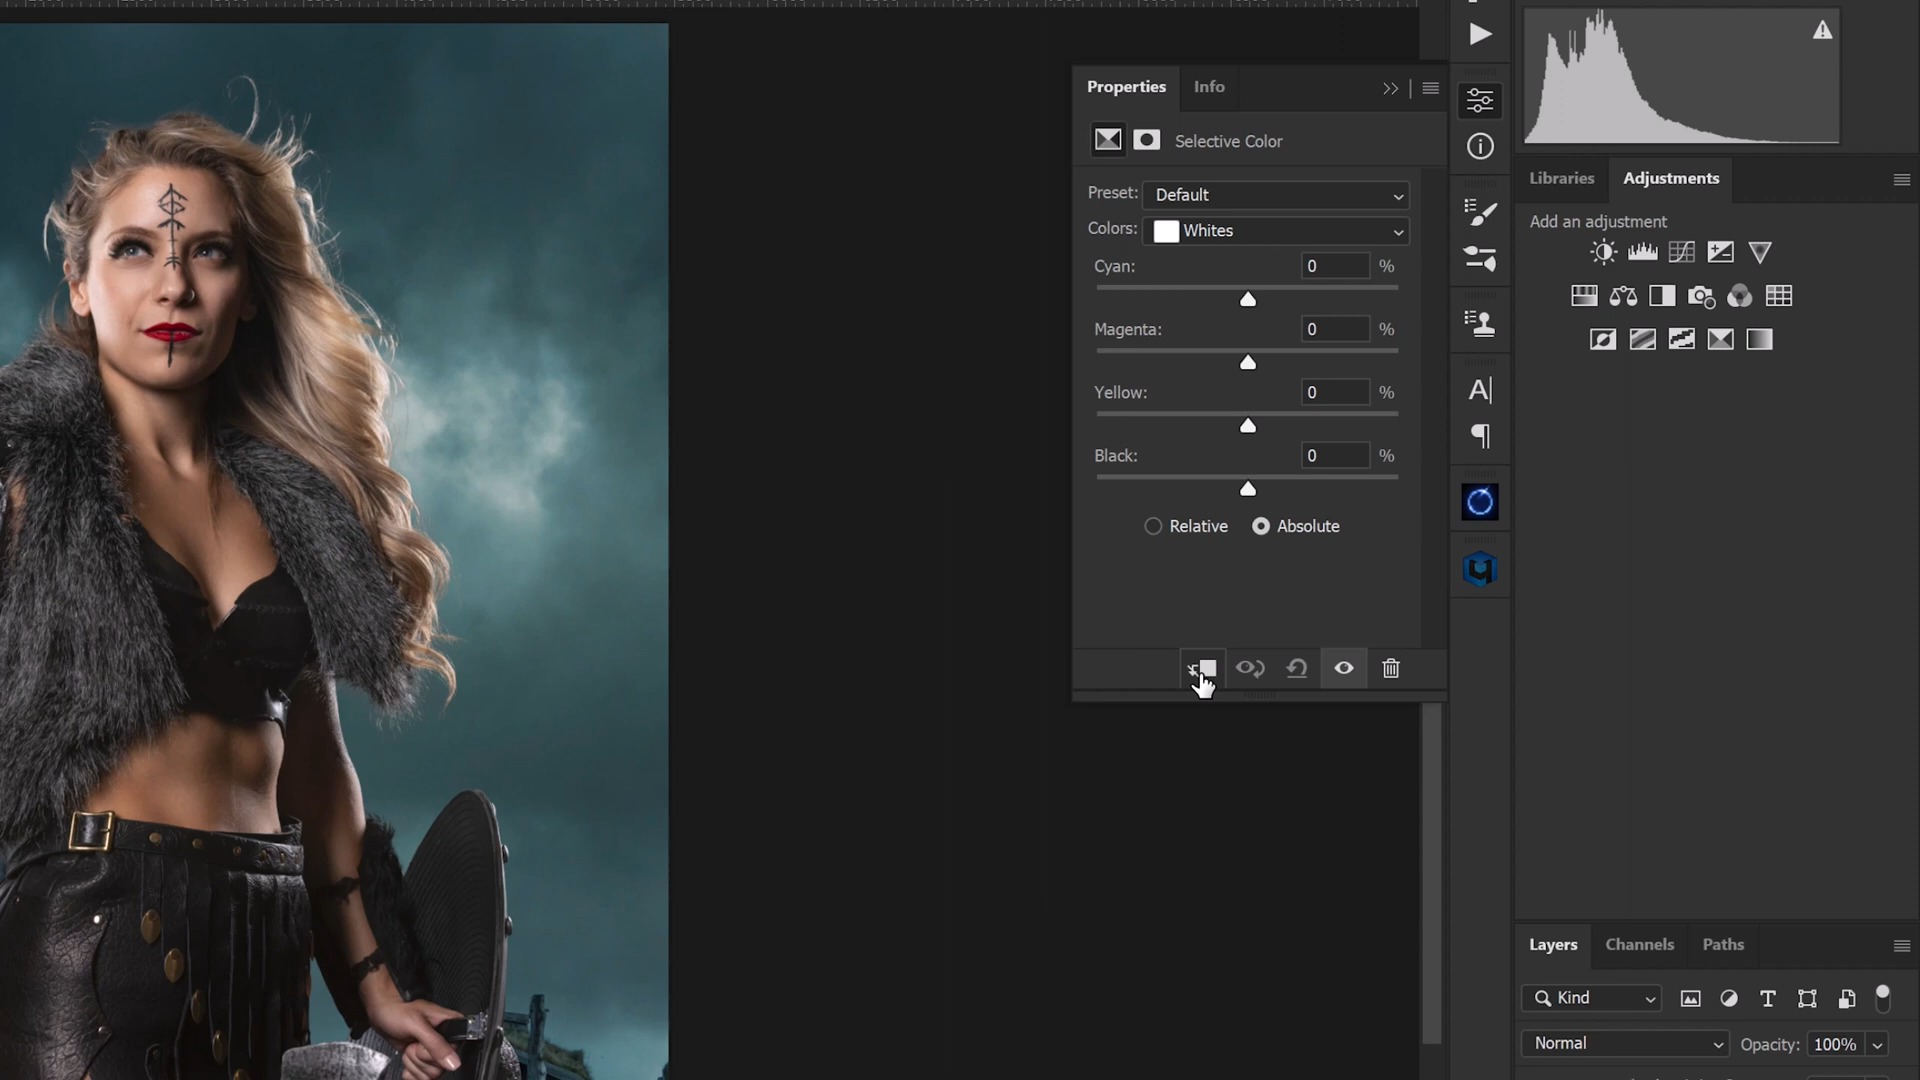 Properties
Info
Selective Color
Preset: Default
Colors: Whites
Cyan: 0 %
Magenta: 0 %
Yellow: 0 %
Black: 0 %
Relative
Absolute
Libraries
Adjustments
Add an adjustment
Layers
Channels
Paths
Kind
Normal
Opacity: 100%